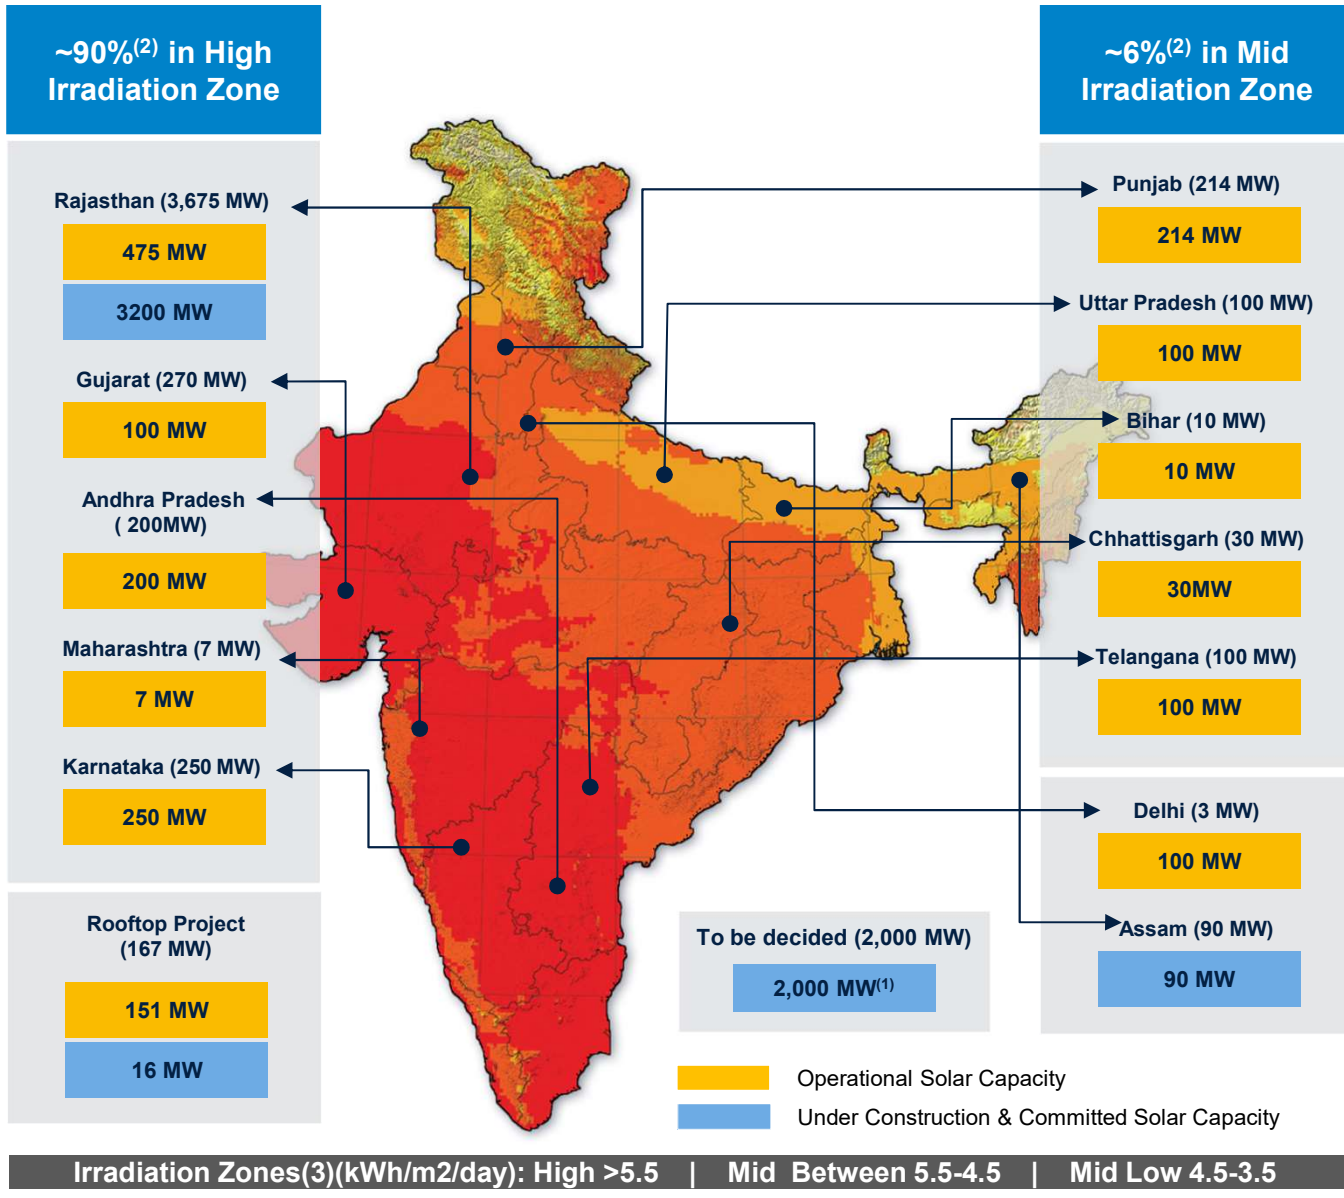 ~90%(2) in High
Irradiation Zone
Rajasthan (3,675 MW)
475 MW
3200 MW
Gujarat (270 MW)
100 MW
Andhra Pradesh
( 200MW)
200 MW
Maharashtra (7 MW)
7 MW
Karnataka (250 MW)
250 MW
Rooftop Project
(167 MW)
151 MW
16 MW
~6%(2) in Mid
Irradiation Zone
Punjab (214 MW)
214 MW
Uttar Pradesh (100 MW)
100 MW
Bihar (10 MW)
10 MW
Chhattisgarh (30 MW)
30MW
Telangana (100 MW)
100 MW
Delhi (3 MW)
100 MW
Assam (90 MW)
90 MW
To be decided (2,000 MW)
2,000 MW(1)
Operational Solar Capacity
Under Construction & Committed Solar Capacity
Irradiation Zones(3)(kWh/m2/day): High >5.5 | Mid Between 5.5-4.5 | Mid Low 4.5-3.5